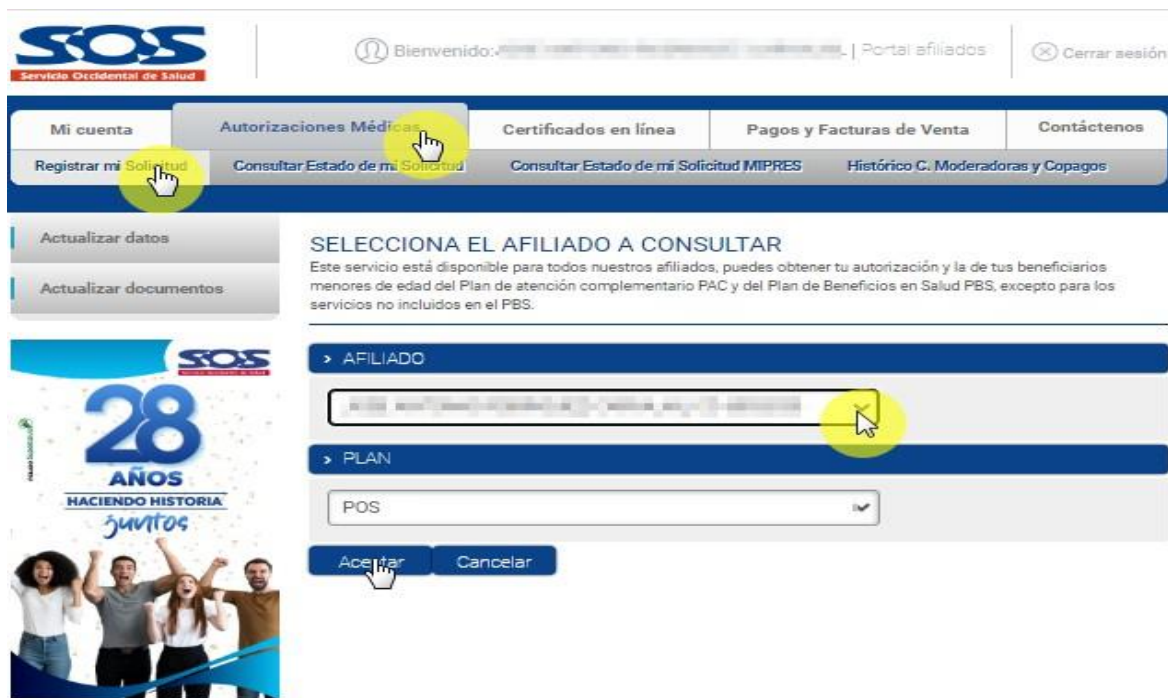 SOS
Servicio Occidental de Salud
Bienvenido: | Portal afiliados
Cerrar sesión
Mi cuenta
Autorizaciones Médicas
Certificados en línea
Pagos y Facturas de Venta
Contáctenos
Registrar mi Solicitud
Consultar Estado de mi Solicitud
Consultar Estado de mi Solicitud MIPRES
Histórico C. Moderadoras y Copagos
Actualizar datos
Actualizar documentos
SELECCIONA EL AFILIADO A CONSULTAR
Este servicio está disponible para todos nuestros afiliados, puedes obtener tu autorización y la de tus beneficiarios
menores de edad del Plan de atención complementario PAC y del Plan de Beneficios en Salud PBS, excepto para los
servicios no incluidos en el PBS.
> AFILIADO
> PLAN
POS
Aceptar
Cancelar
SOS
28
AÑOS
HACIENDO HISTORIA
juntos